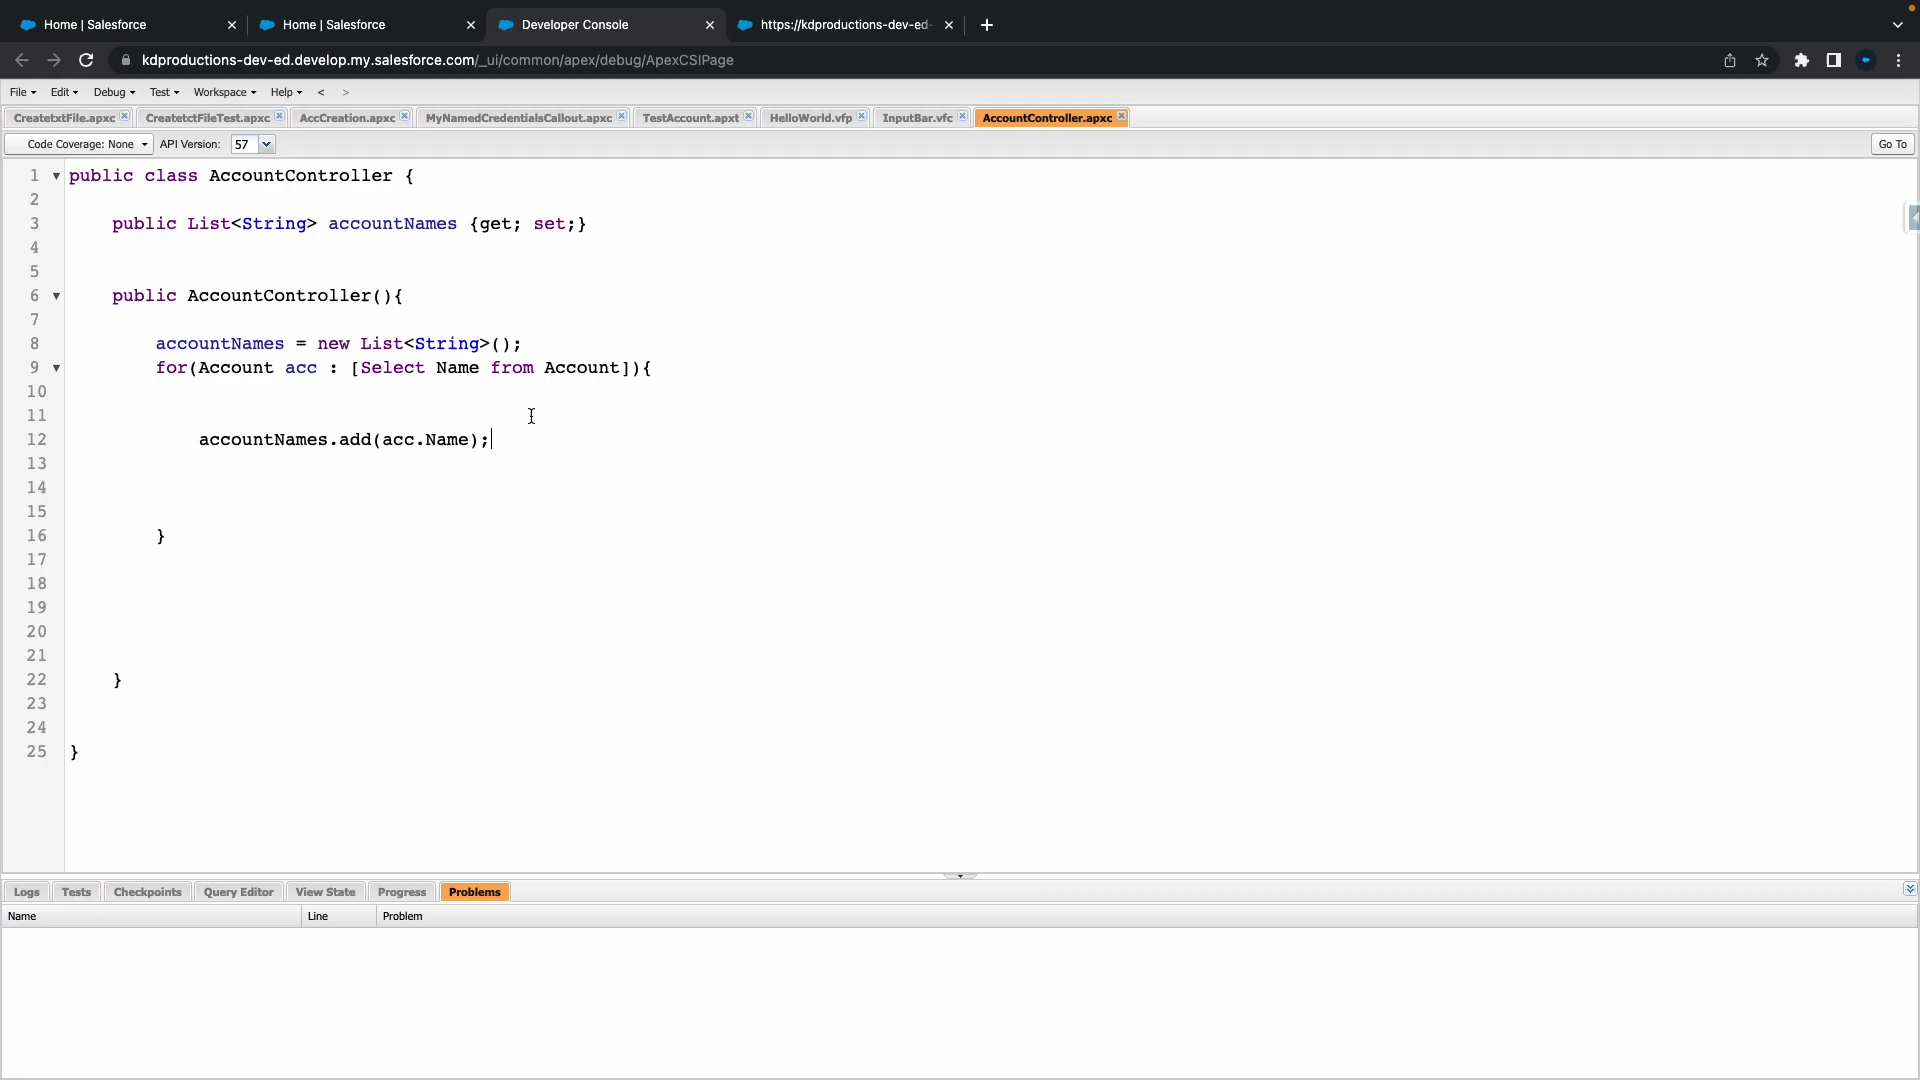 Home | Salesforce
Home | Salesforce
Developer Console
https://kdproductions-dev-ed-
kdproductions-dev-ed.develop.my.salesforce.com/_ui/common/apex/debug/ApexCSIPage
File Edit Debug Test Workspace Help < >
CreatetxtFile.apxc CreatetctFileTest.apxc AccCreation.apxc MyNamedCredentialsCallout.apxc TestAccount.apxt HelloWorld.vfp InputBar.vfc AccountController.apxc
Code Coverage: None API Version: 57 Go To
1 public class AccountController {
2
3 public List<String> accountNames {get; set;}
4
5
6 public AccountController(){
7
8 accountNames = new List<String>();
9 for(Account acc : [Select Name from Account]){
10
11
12 accountNames.add(acc.Name);
13
14
15
16 }
17
18
19
20
21
22 }
23
24
25 }
Logs Tests Checkpoints Query Editor View State Progress Problems
Name Line Problem